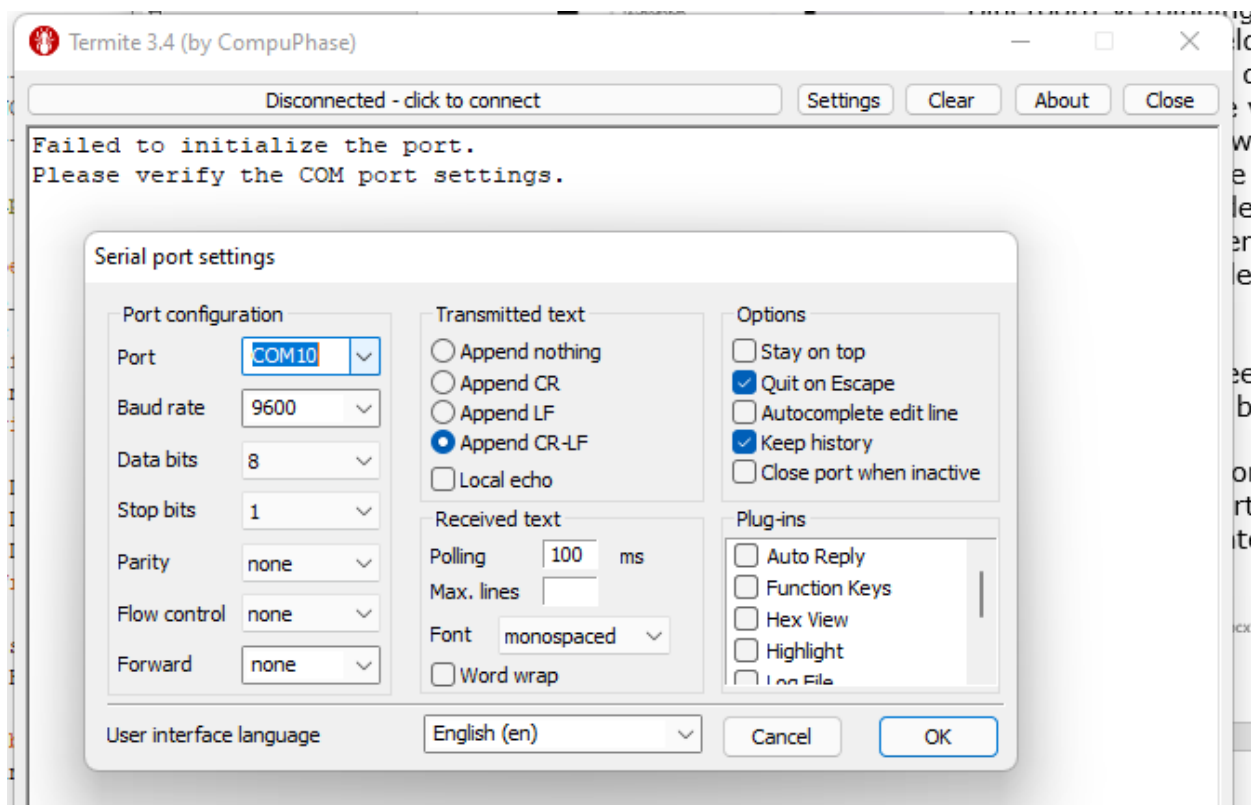 Termite 3.4 (by CompuPhase)
Disconnected - click to connect Settings Clear About Close
Failed to initialize the port.
Please verify the COM port settings.
Serial port settings
Port configuration
Port COM10
Baud rate 9600
Data bits 8
Stop bits 1
Parity none
Flow control none
Forward none
Transmitted text
Append nothing
Append CR
Append LF
Append CR-LF
Local echo
Received text
Polling 100 ms
Max. lines
Font monospaced
Word wrap
Options
Stay on top
Quit on Escape
Autocomplete edit line
Keep history
Close port when inactive
Plug-ins
Auto Reply
Function Keys
Hex View
Highlight
Log File
User interface language English (en) Cancel OK